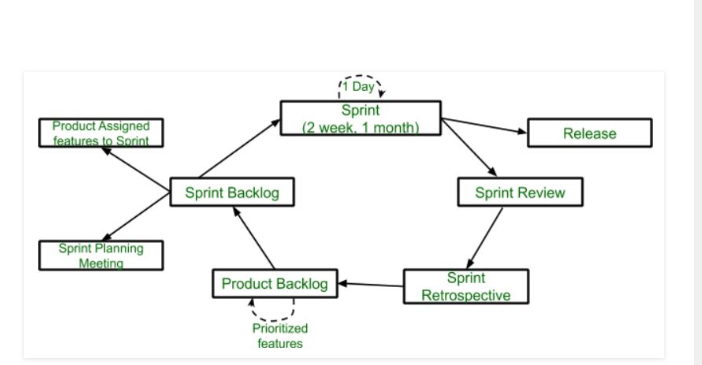 1 Day
Sprint
(2 week, 1 month)
Product Assigned
features to Sprint
Release
Sprint Backlog
Sprint Review
Sprint Planning
Meeting
Product Backlog
Sprint
Retrospective
Prioritized
features